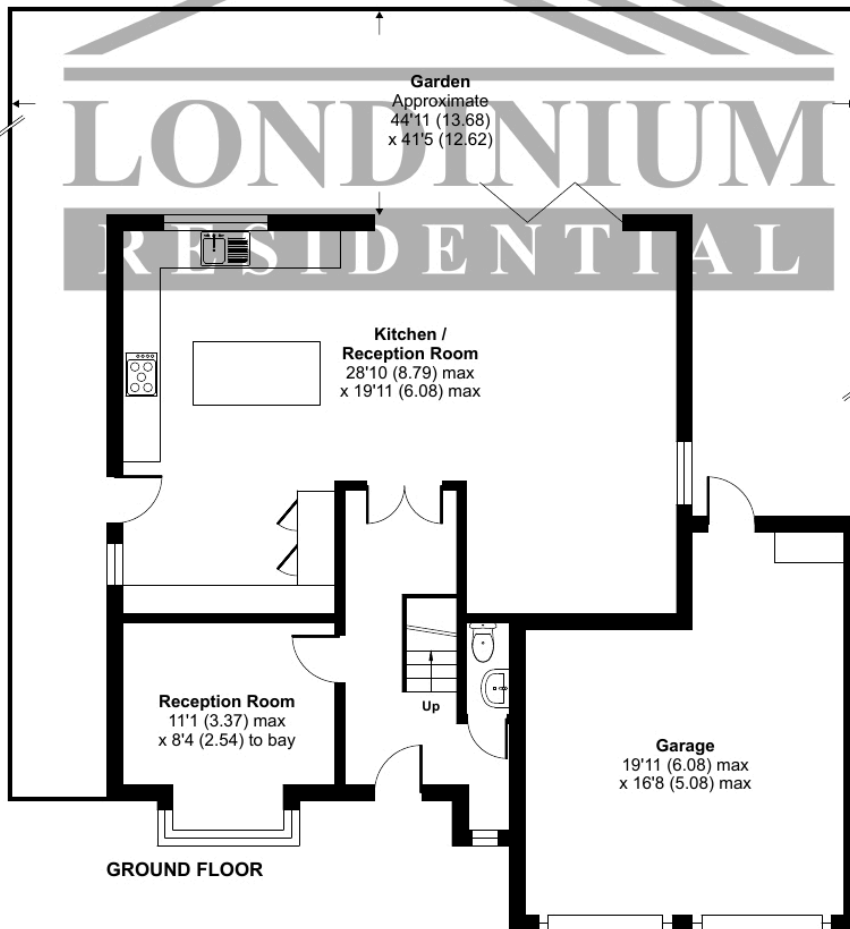 Garden
Approximate
44'11 (13.68)
x 41'5 (12.62)
LONDINIUM
RESIDENTIAL
Kitchen /
Reception Room
28'10 (8.79) max
x 19'11 (6.08) max
Up
Reception Room
11'1 (3.37) max
x 8'4 (2.54) to bay
Garage
19'11 (6.08) max
x 16'8 (5.08) max
GROUND FLOOR